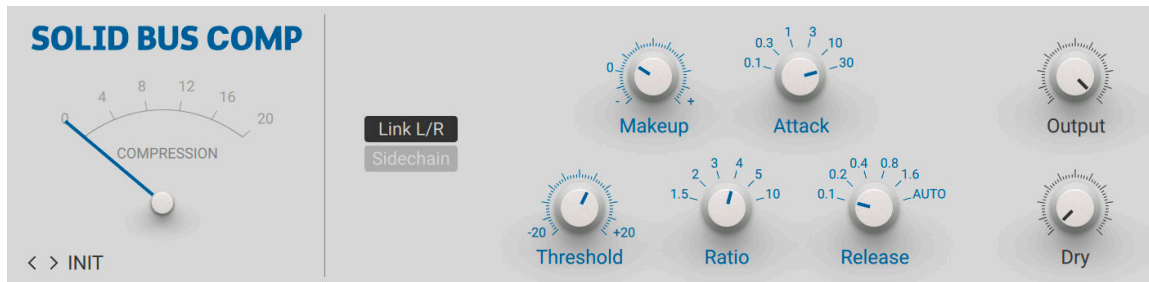 SOLID BUS COMP
0 4 8 12 16 20
COMPRESSION
< > INIT
Link L/R
Sidechain
0 - +
Makeup
0.1 0.3 1 3 10 30
Attack
Output
-20 +20
Threshold
1.5 2 3 4 5 10
Ratio
0.1 0.2 0.4 0.8 1.6 AUTO
Release
Dry